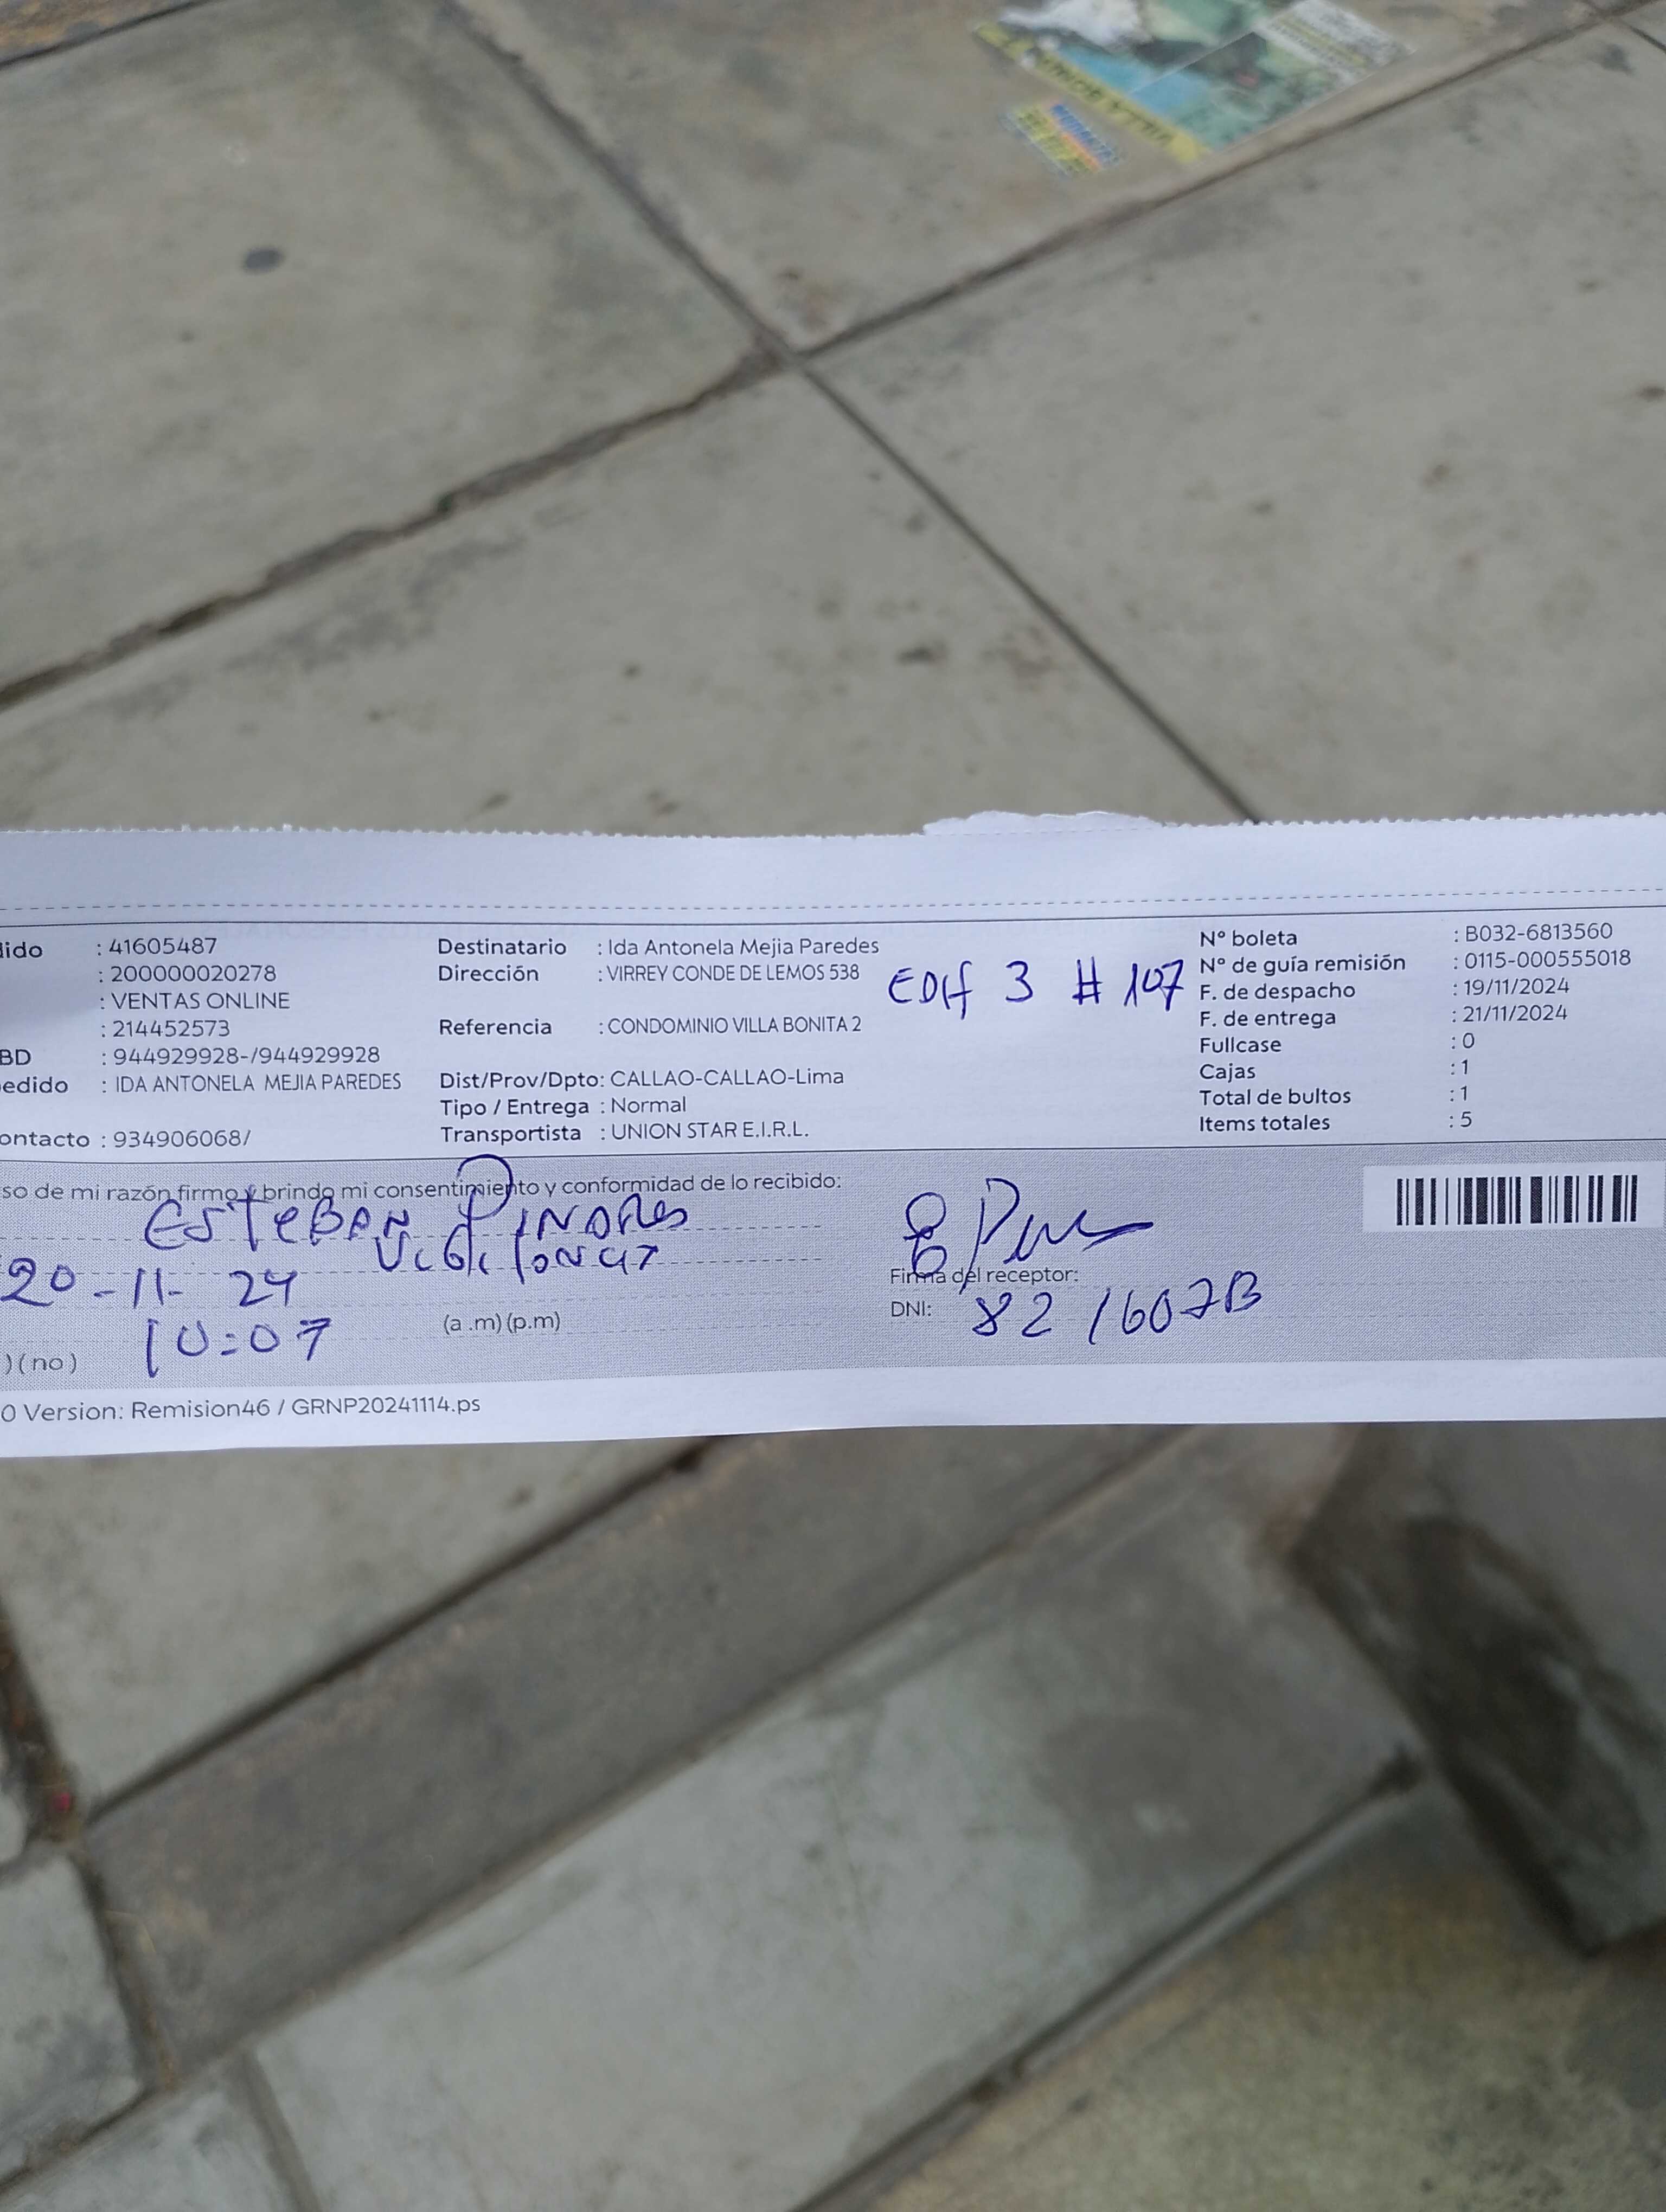 dido : 41605487
: 200000020278
: VENTAS ONLINE
: 214452573
BD : 944929928-/944929928
edido : IDA ANTONELA MEJIA PAREDES
ontacto : 934906068/
Destinatario : Ida Antonela Mejia Paredes
Dirección : VIRREY CONDE DE LEMOS 538
EDIF 3 # 107
Referencia : CONDOMINIO VILLA BONITA 2
Dist/Prov/Dpto: CALLAO-CALLAO-Lima
Tipo / Entrega : Normal
Transportista : UNION STAR E.I.R.L.
N° boleta : B032-6813560
N° de guía remisión : 0115-000555018
F. de despacho : 19/11/2024
F. de entrega : 21/11/2024
Fullcase : 0
Cajas : 1
Total de bultos : 1
Items totales : 5
so de mi razón firmo y brindo mi consentimiento y conformidad de lo recibido:
ESTEBAN PINARES
20-11-24
10:07 (a .m) (p.m)
) ( no )
Firma del receptor:
DNI:
0 Version: Remision46 / GRNP20241114.ps